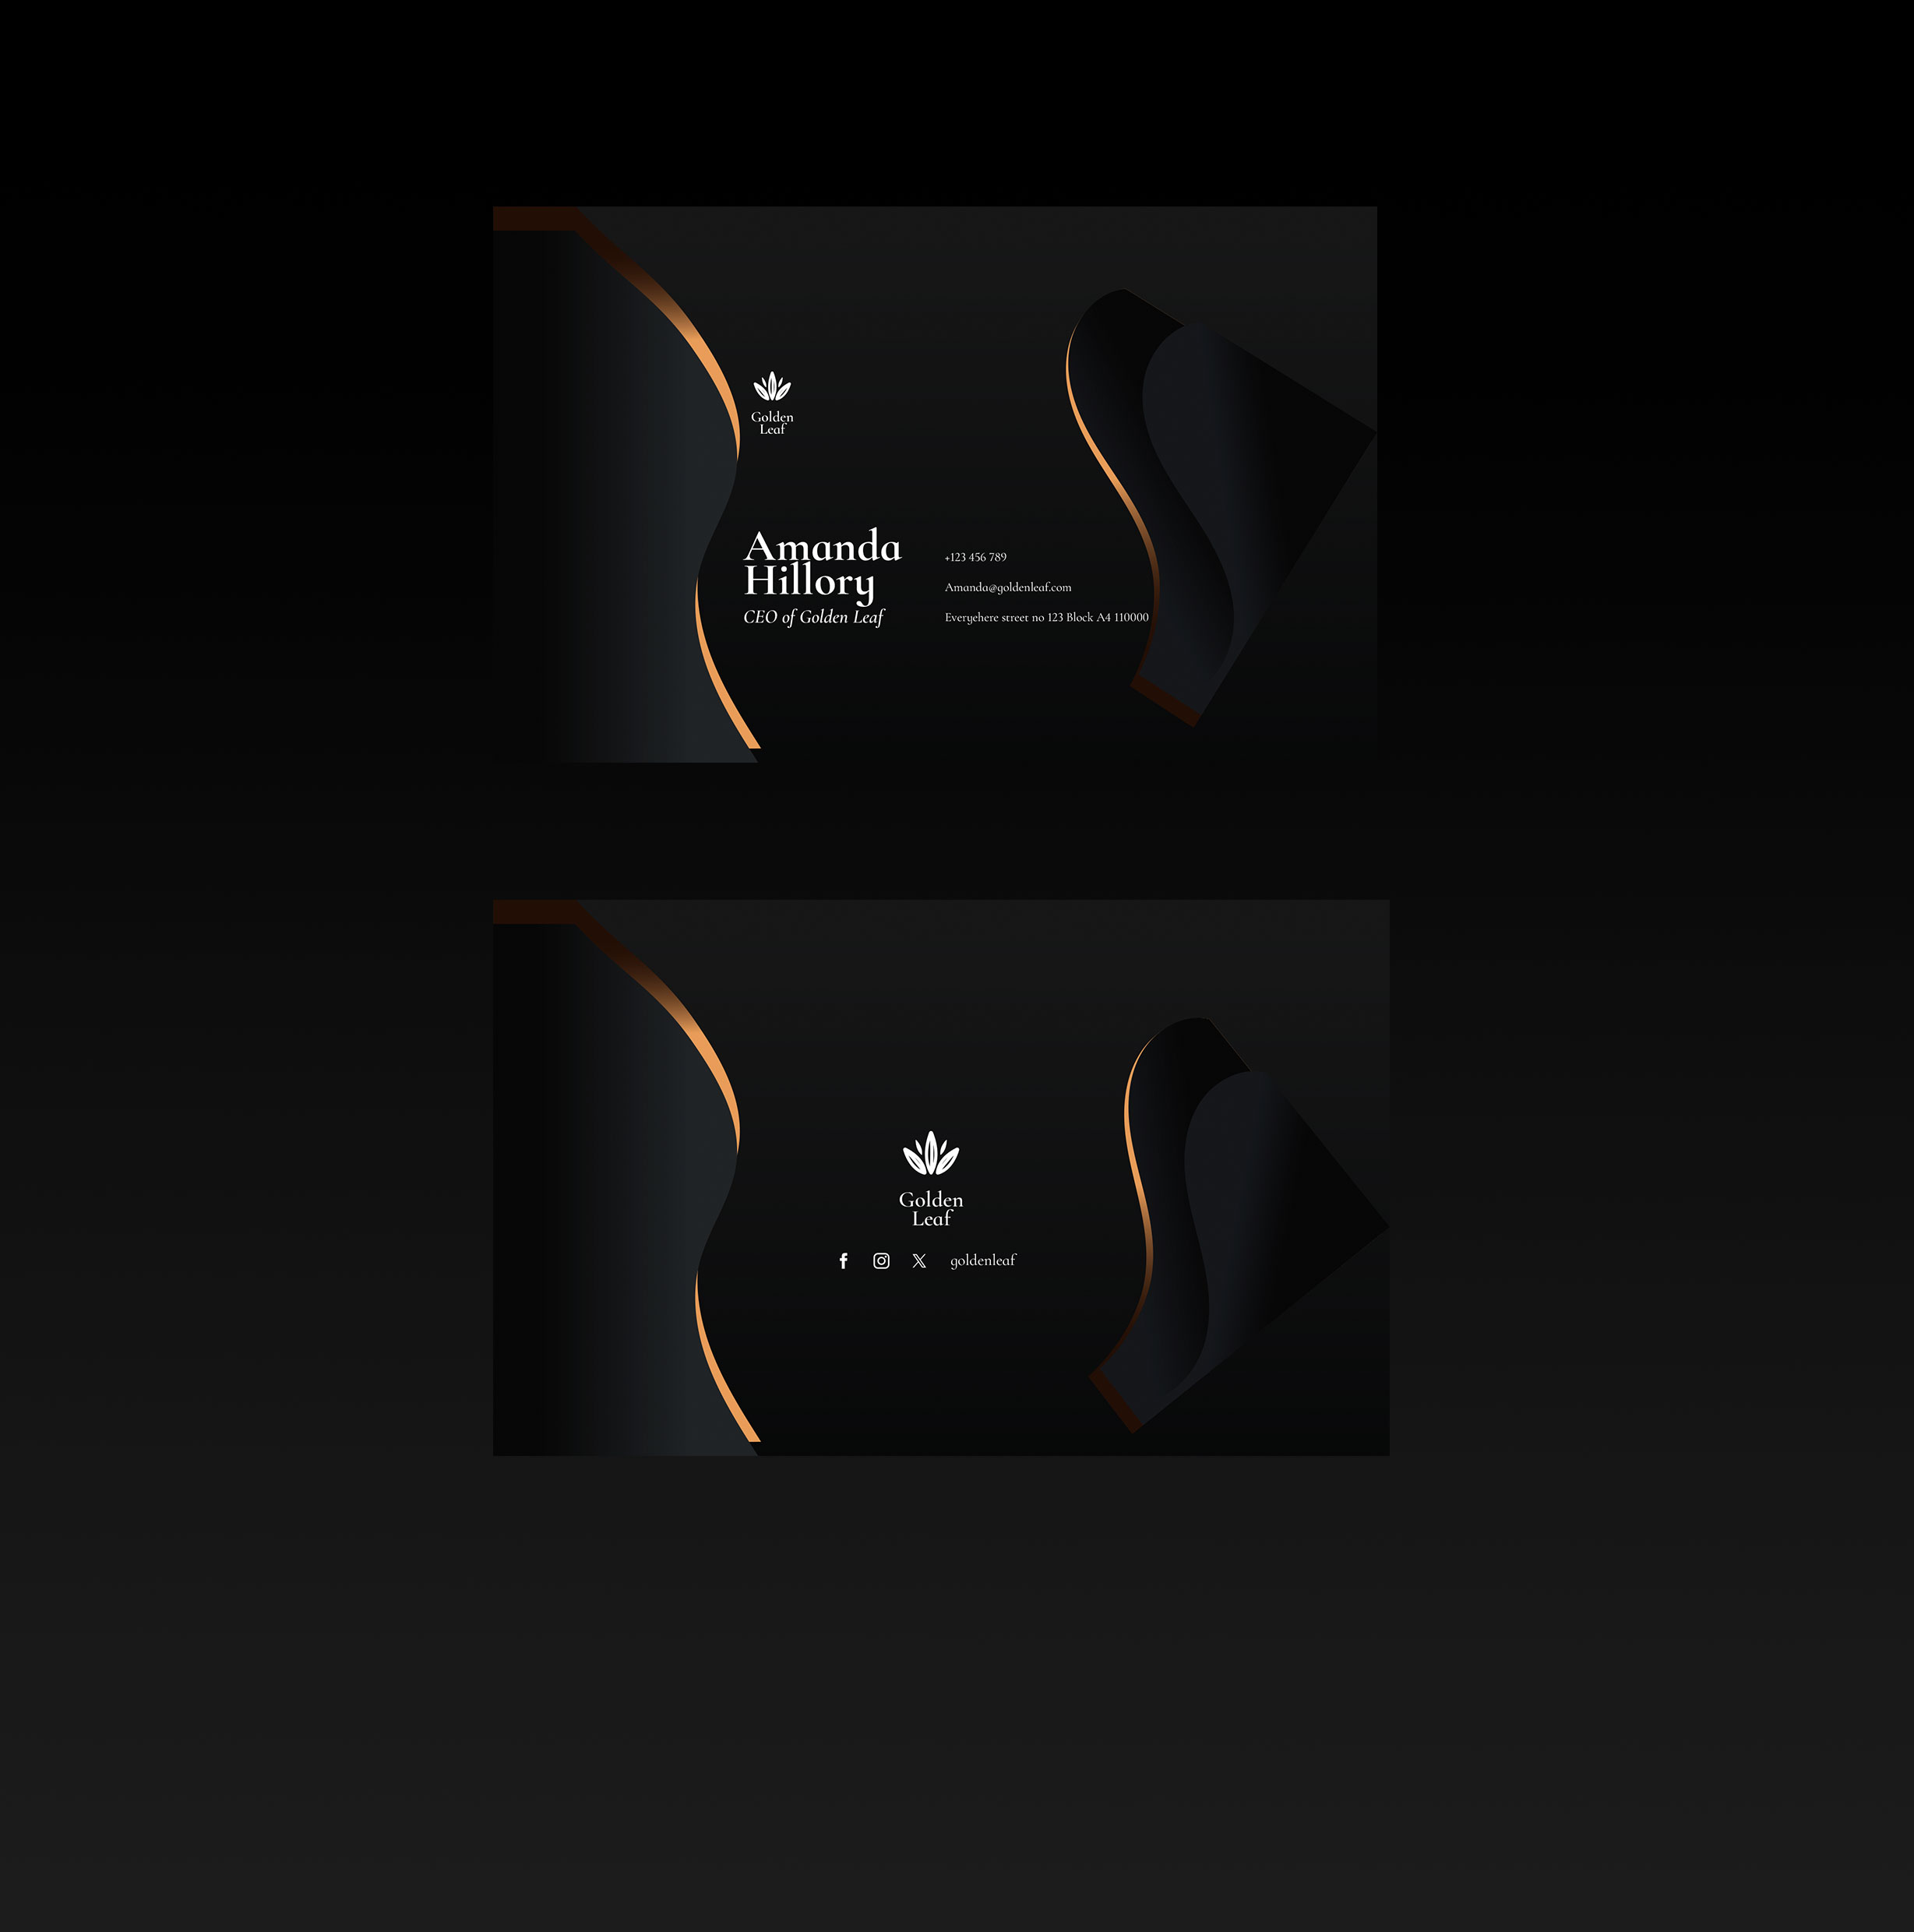 Golden
Leaf
Amanda
Hillory
CEO of Golden Leaf
+123 456 789
Amanda@goldenleaf.com
Everyehere street no 123 Block A4 110000
Golden
Leaf
goldenleaf